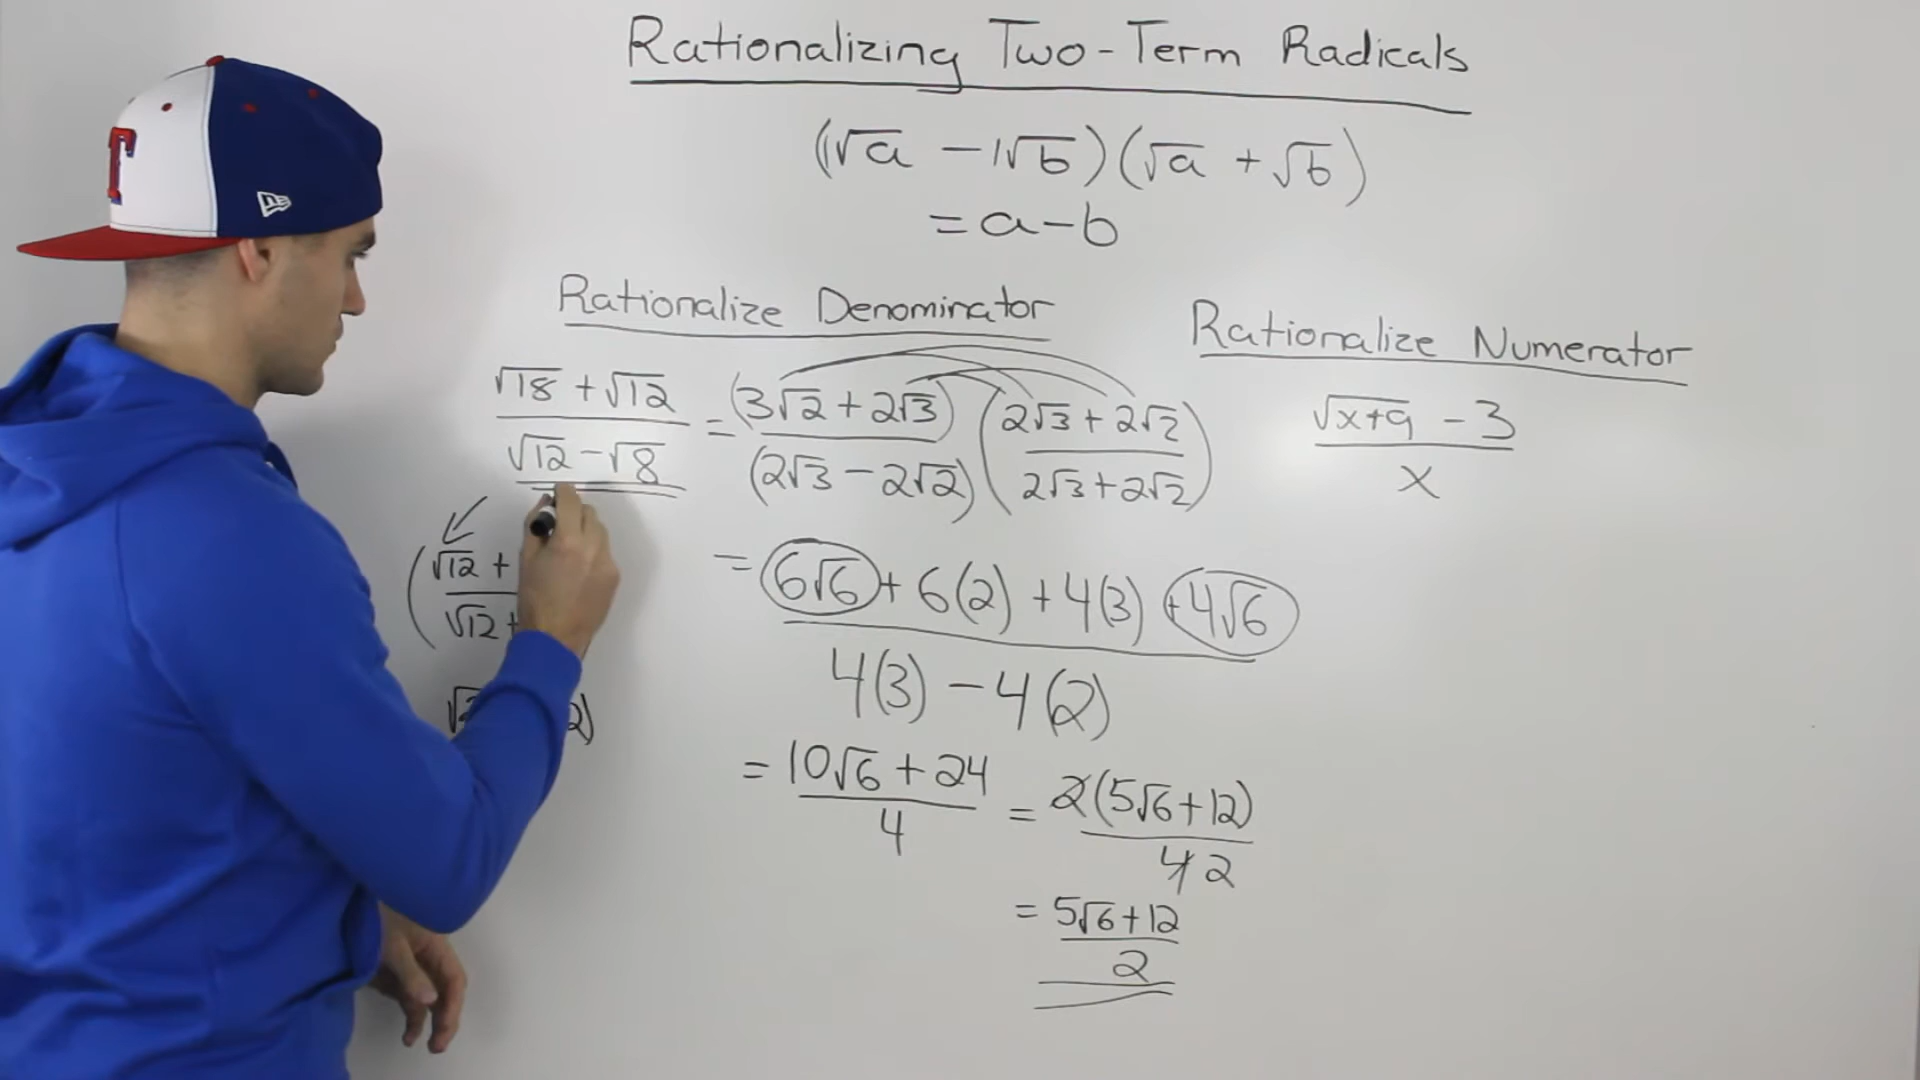 Rationalizing Two-Term Radicals
(1√a - 1√b)(√a + √b)
= a - b
Rationalize Denominator
(√18 + √12)/(√12 - √8) = (3√2 + 2√3)/(2√3 - 2√2) ((2√3 + 2√2)/(2√3 + 2√2))
(√12 +
√12 +
2)
= (6√6 + 6(2) + 4(3) + 4√6)/(4(3) - 4(2))
= (10√6 + 24)/4 = 2(5√6 + 12)/4 2
= (5√6 + 12)/2
Rationalize Numerator
(√x+9 - 3)/x
T